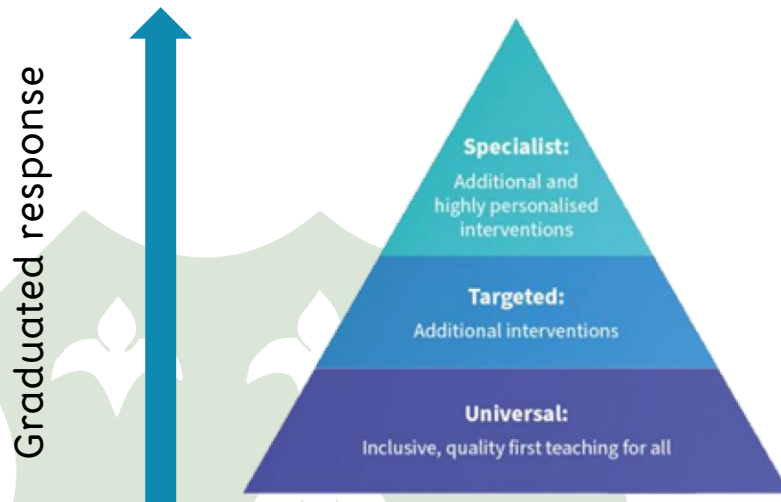 Graduated response
Specialist:
Additional and
highly personalised
interventions
Targeted:
Additional interventions
Universal:
Inclusive, quality first teaching for all